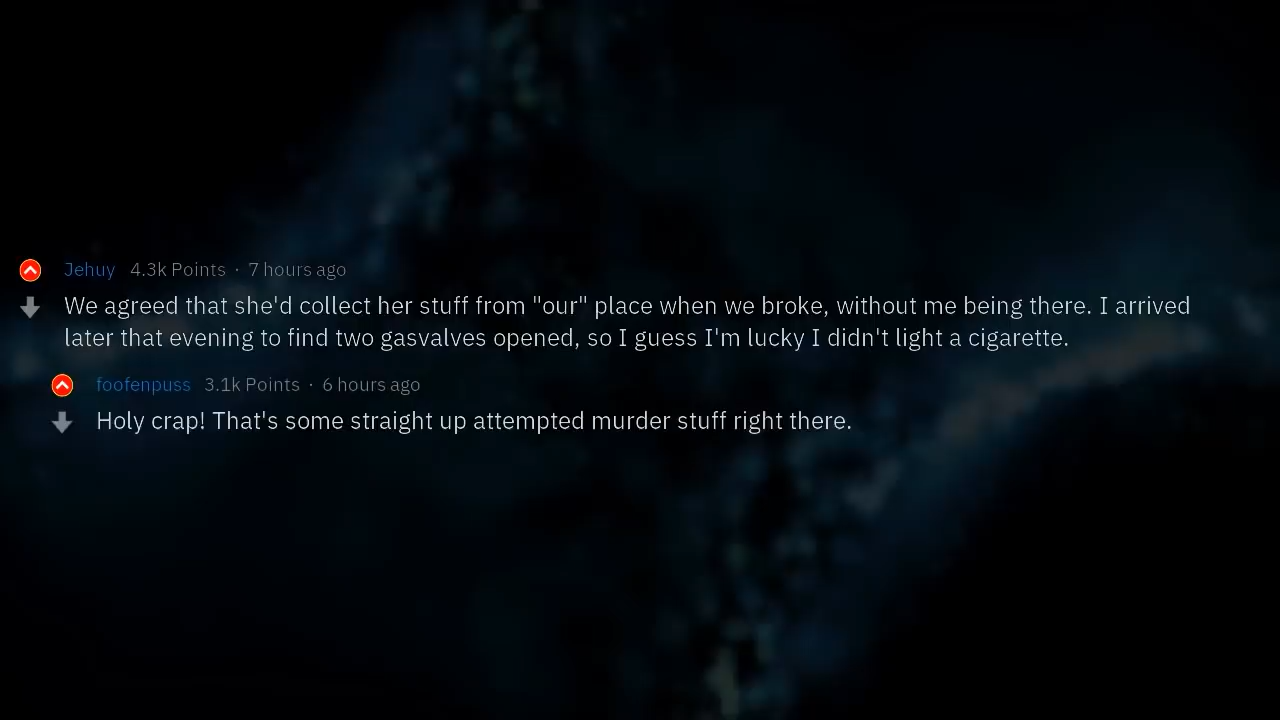 Jehuy 4.3k Points · 7 hours ago
We agreed that she'd collect her stuff from "our" place when we broke, without me being there. I arrived
later that evening to find two gasvalves opened, so I guess I'm lucky I didn't light a cigarette.
foofenpuss 3.1k Points · 6 hours ago
Holy crap! That's some straight up attempted murder stuff right there.